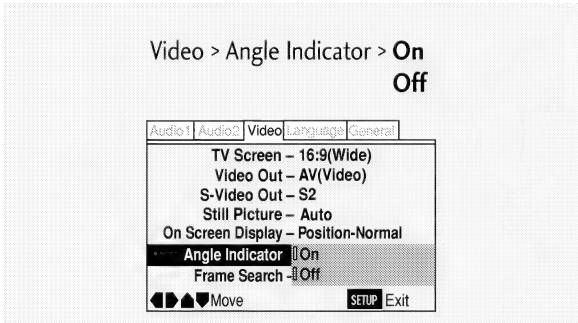 Video > Angle Indicator > On
Off
Audio1 Audio2 Video Language General
TV Screen – 16:9(Wide)
Video Out – AV(Video)
S-Video Out – S2
Still Picture – Auto
On Screen Display – Position-Normal
Angle Indicator On
Frame Search - Off
Move SETUP Exit